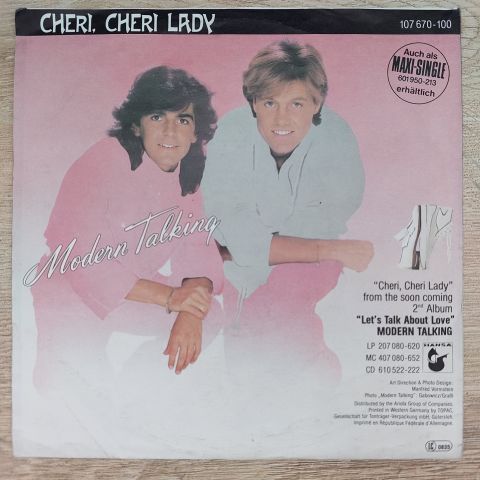 CHERI, CHERI LADY
107 670-100
Auch als
MAXI-SINGLE
601 950-213
erhältlich
Modern Talking
"Cheri, Cheri Lady"
from the soon coming
2nd Album
"Let's Talk About Love"
MODERN TALKING
LP 207 080-620
MC 407 080-652
CD 610 522-222
HANSA
Art Direction & Photo Design:
Manfred Vormstein
Photo „Modern Talking": Gabowicz/Grafi
Distributed by the Ariola Group of Companies.
Printed in Western Germany by TOPAC,
Gesellschaft für Tonträger-Verpackung mbH, Gütersloh
Imprimé en République Fédérale d'Allemagne